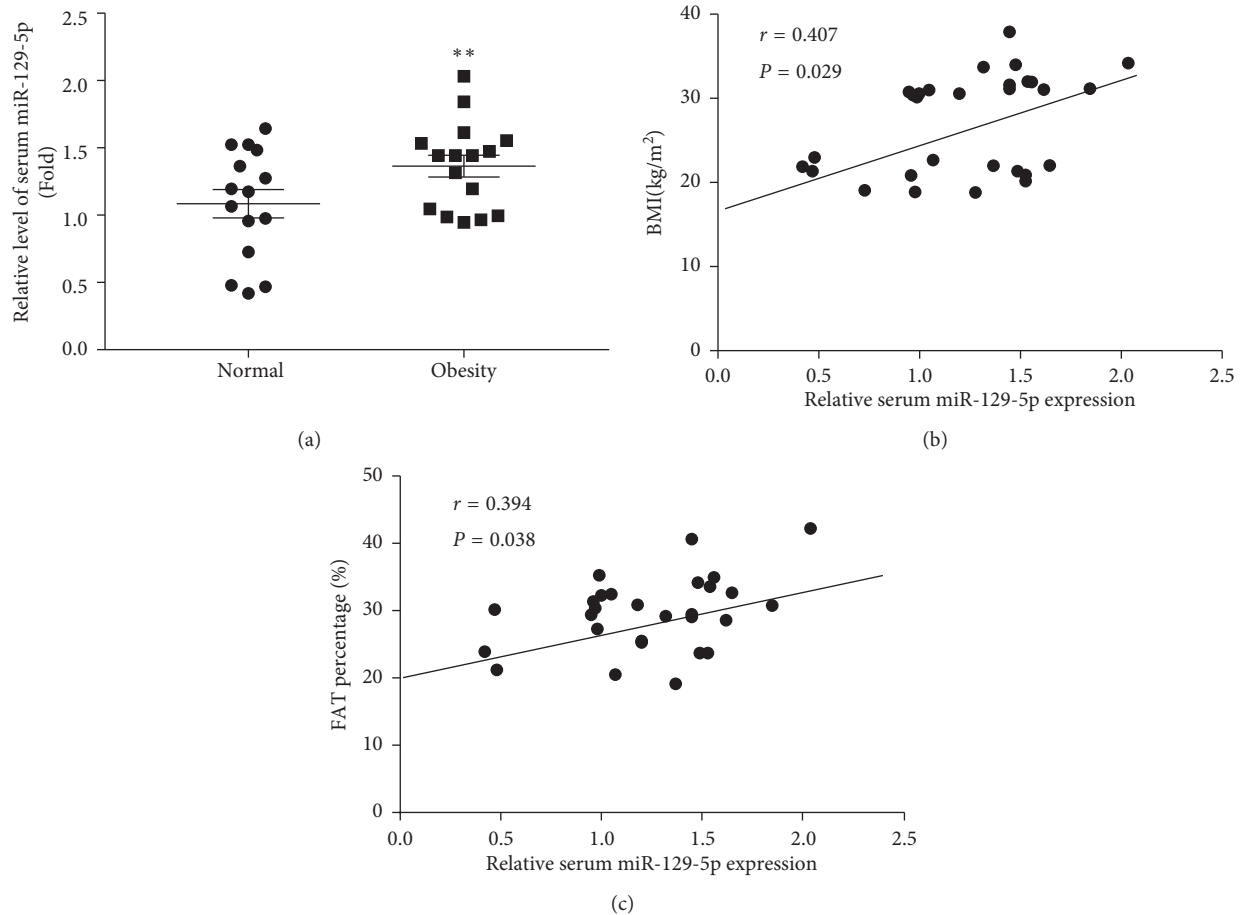 Relative level of serum miR-129-5p
(Fold)
2.5
2.0
1.5
1.0
0.5
0.0
**
Normal
Obesity
(a)
BMI(kg/m²)
40
30
20
10
0
r = 0.407
P = 0.029
0.0
0.5
1.0
1.5
2.0
2.5
Relative serum miR-129-5p expression
(b)
FAT percentage (%)
50
40
30
20
10
0
r = 0.394
P = 0.038
0.0
0.5
1.0
1.5
2.0
2.5
Relative serum miR-129-5p expression
(c)